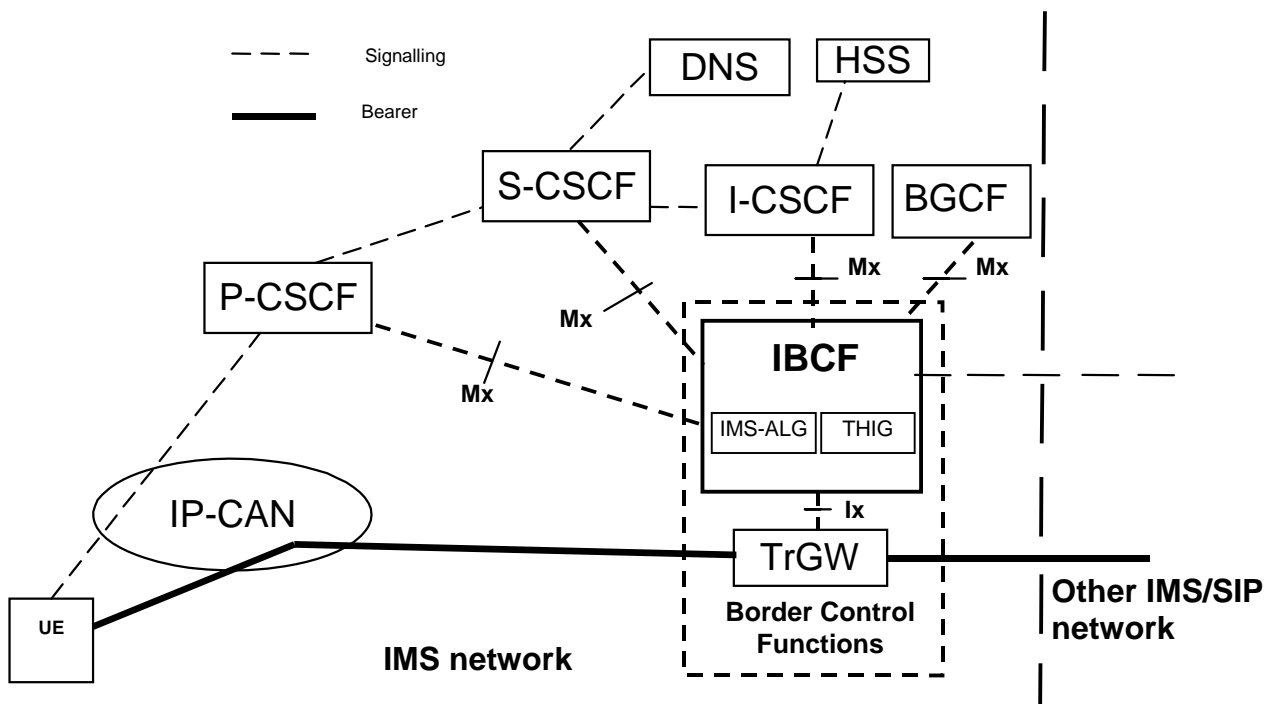 Signalling
Bearer
DNS
HSS
S-CSCF
I-CSCF
BGCF
P-CSCF
Mx
Mx
Mx
Mx
IBCF
IMS-ALG
THIG
Ix
IP-CAN
TrGW
UE
Border Control
Functions
IMS network
Other IMS/SIP
network